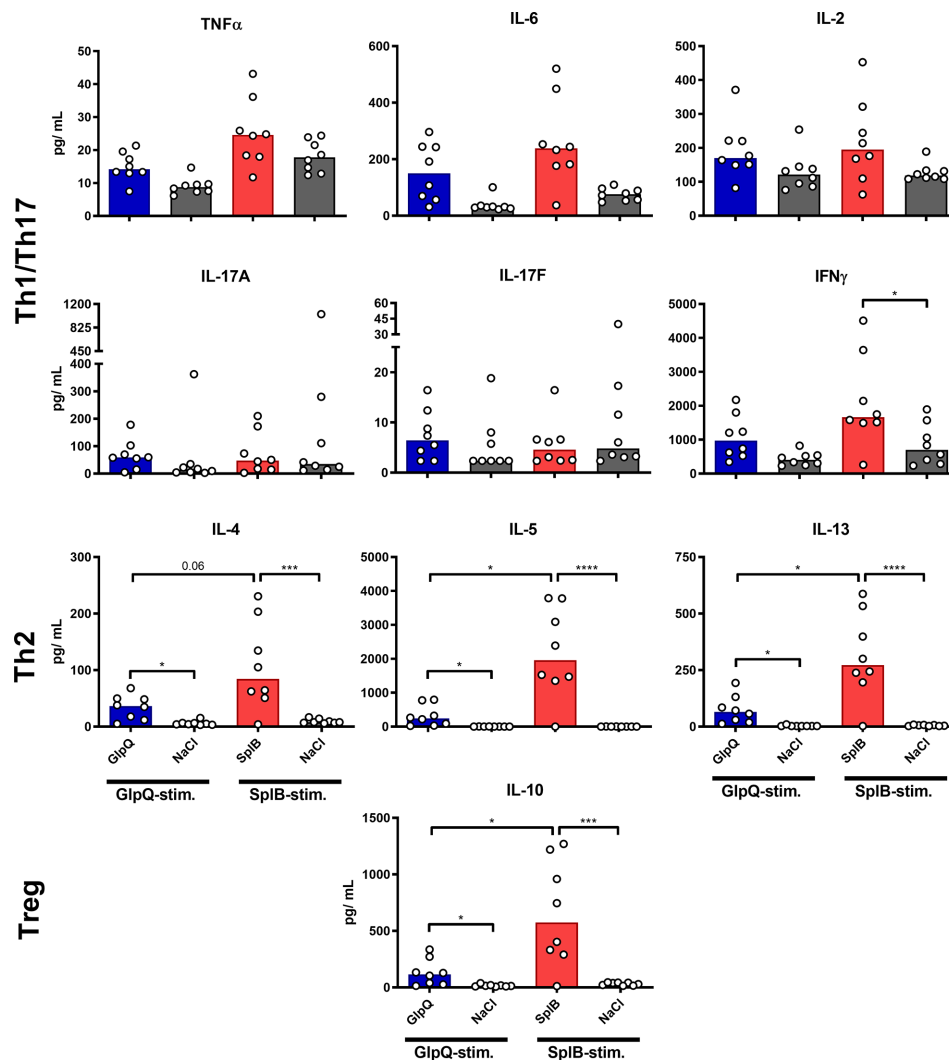 TNFα
IL-6
IL-2
Th1/Th17
pg/ mL
50
40
30
20
10
0
600
400
200
0
500
400
300
200
100
0
IL-17A
IL-17F
IFNγ
pg/ mL
1200
825
450
400
300
200
100
0
60
45
30
20
10
0
5000
4000
3000
2000
1000
0
*
IL-4
IL-5
IL-13
Th2
pg/ mL
300
200
100
0
0.06
***
*
5000
4000
3000
2000
1000
0
*
****
*
750
500
250
0
*
****
*
GlpQ
NaCl
SplB
NaCl
GlpQ-stim.
SplB-stim.
GlpQ
NaCl
SplB
NaCl
GlpQ-stim.
SplB-stim.
IL-10
Treg
pg/ mL
1500
1000
500
0
*
***
*
GlpQ
NaCl
SplB
NaCl
GlpQ-stim.
SplB-stim.